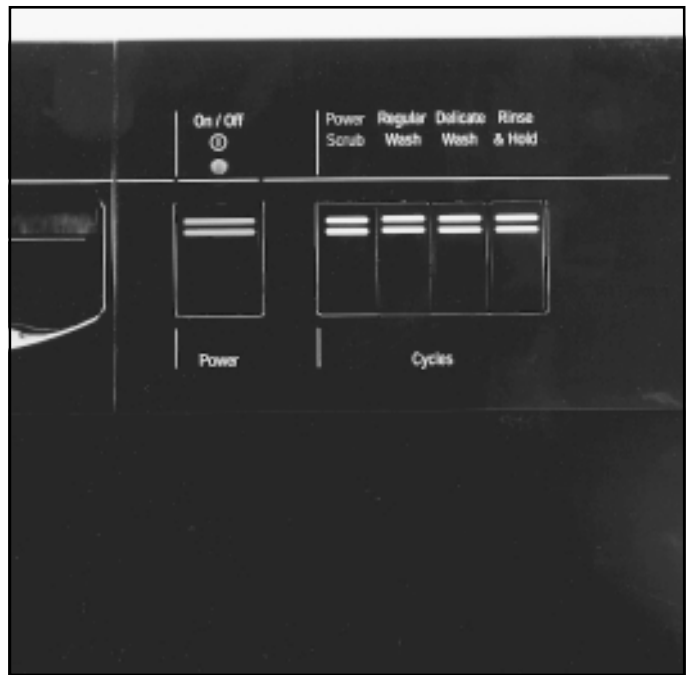 On / Off
Power Scrub
Regular Wash
Delicate Wash
Rinse & Hold
Power
Cycles